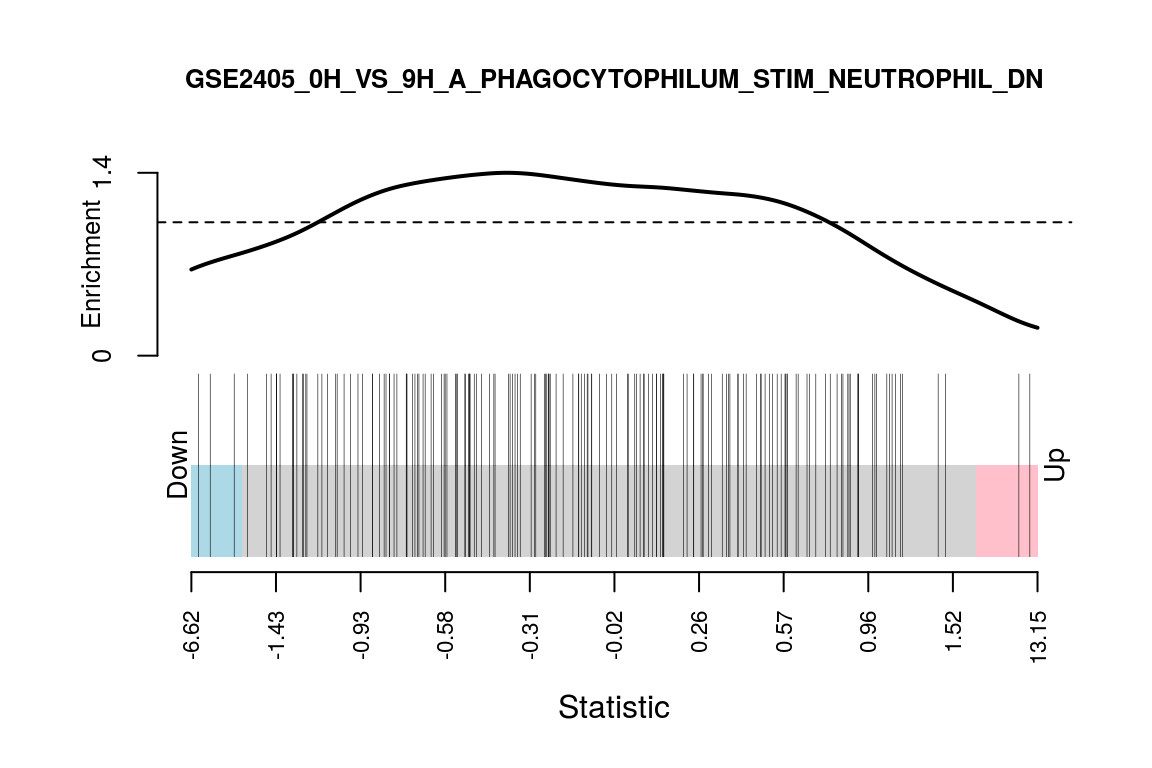 GSE2405_0H_VS_9H_A_PHAGOCYTOPHILUM_STIM_NEUTROPHIL_DN
1.4
Enrichment
0
Down
Up
-6.62 -1.43 -0.93 -0.58 -0.31 -0.02 0.26 0.57 0.96 1.52 13.15
Statistic